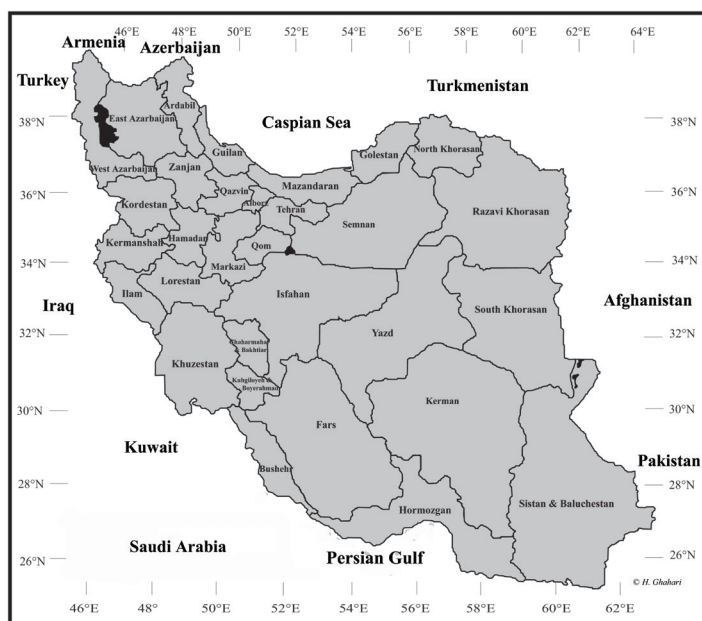 46°E 48°E 50°E 52°E 54°E 56°E 58°E 60°E 62°E 64°E
Armenia
Azerbaijan
Turkey
Turkmenistan
Caspian Sea
38°N
38°N
Ardabil
East Azarbaijan
Guilan
Golestan
North Khorasan
West Azarbaijan
Zanjan
36°N
36°N
Qazvin
Mazandaran
Alborz
Tehran
Kordestan
Semnan
Razavi Khorasan
Hamadan
Kermanshah
Qom
34°N
34°N
Markazi
Lorestan
Ilam
Isfahan
Iraq
Afghanistan
South Khorasan
Yazd
32°N
32°N
Chaharmahal
& Bakhtiar
Khuzestan
Kohgiloyeh &
Boyerahmad
Kerman
30°N
30°N
Fars
Kuwait
Pakistan
Bushehr
28°N
28°N
Sistan & Baluchestan
Hormozgan
Saudi Arabia
Persian Gulf
26°N
26°N
© H. Ghahari
46°E 48° E 50°E 52°E 54°E 56°E 58°E 60°E 62°E